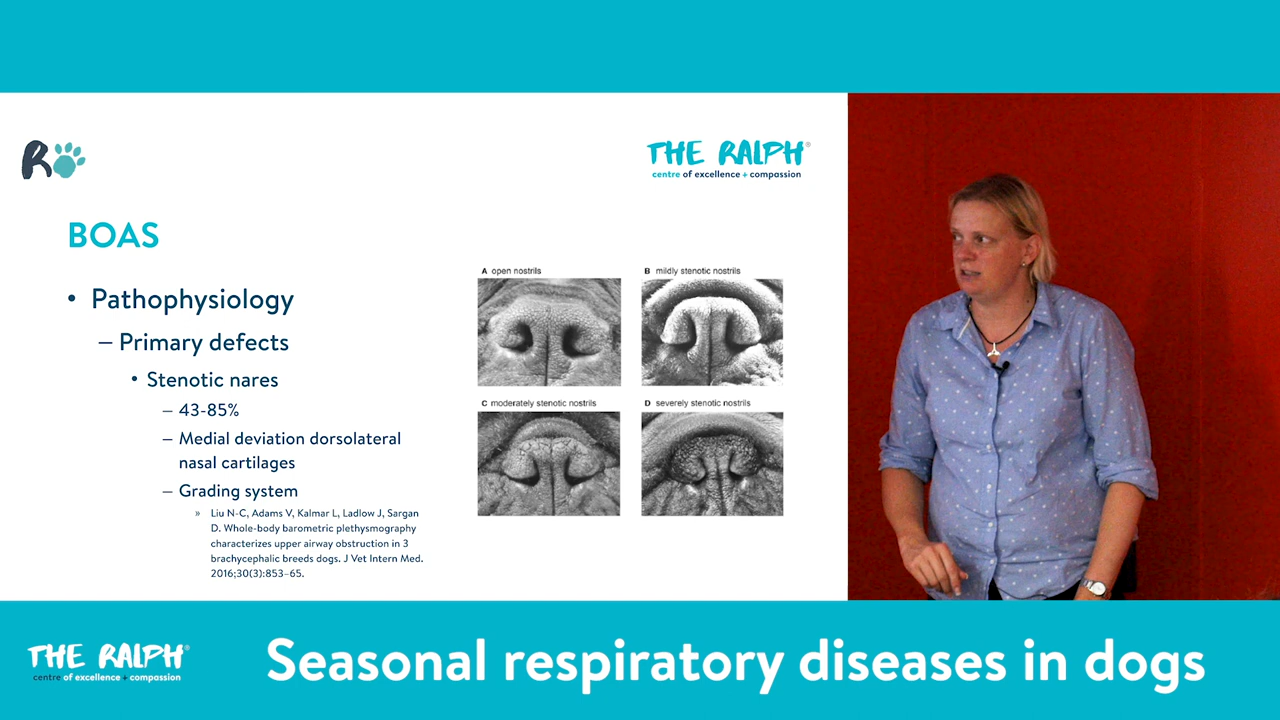 R
THE RALPH®
centre of excellence + compassion
BOAS
• Pathophysiology
– Primary defects
• Stenotic nares
– 43-85%
– Medial deviation dorsolateral
nasal cartilages
– Grading system
» Liu N-C, Adams V, Kalmar L, Ladlow J, Sargan
D. Whole-body barometric plethysmography
characterizes upper airway obstruction in 3
brachycephalic breeds dogs. J Vet Intern Med.
2016;30(3):853–65.
A open nostrils
B mildly stenotic nostrils
C moderately stenotic nostrils
D severely stenotic nostrils
THE RALPH®
centre of excellence + compassion
Seasonal respiratory diseases in dogs